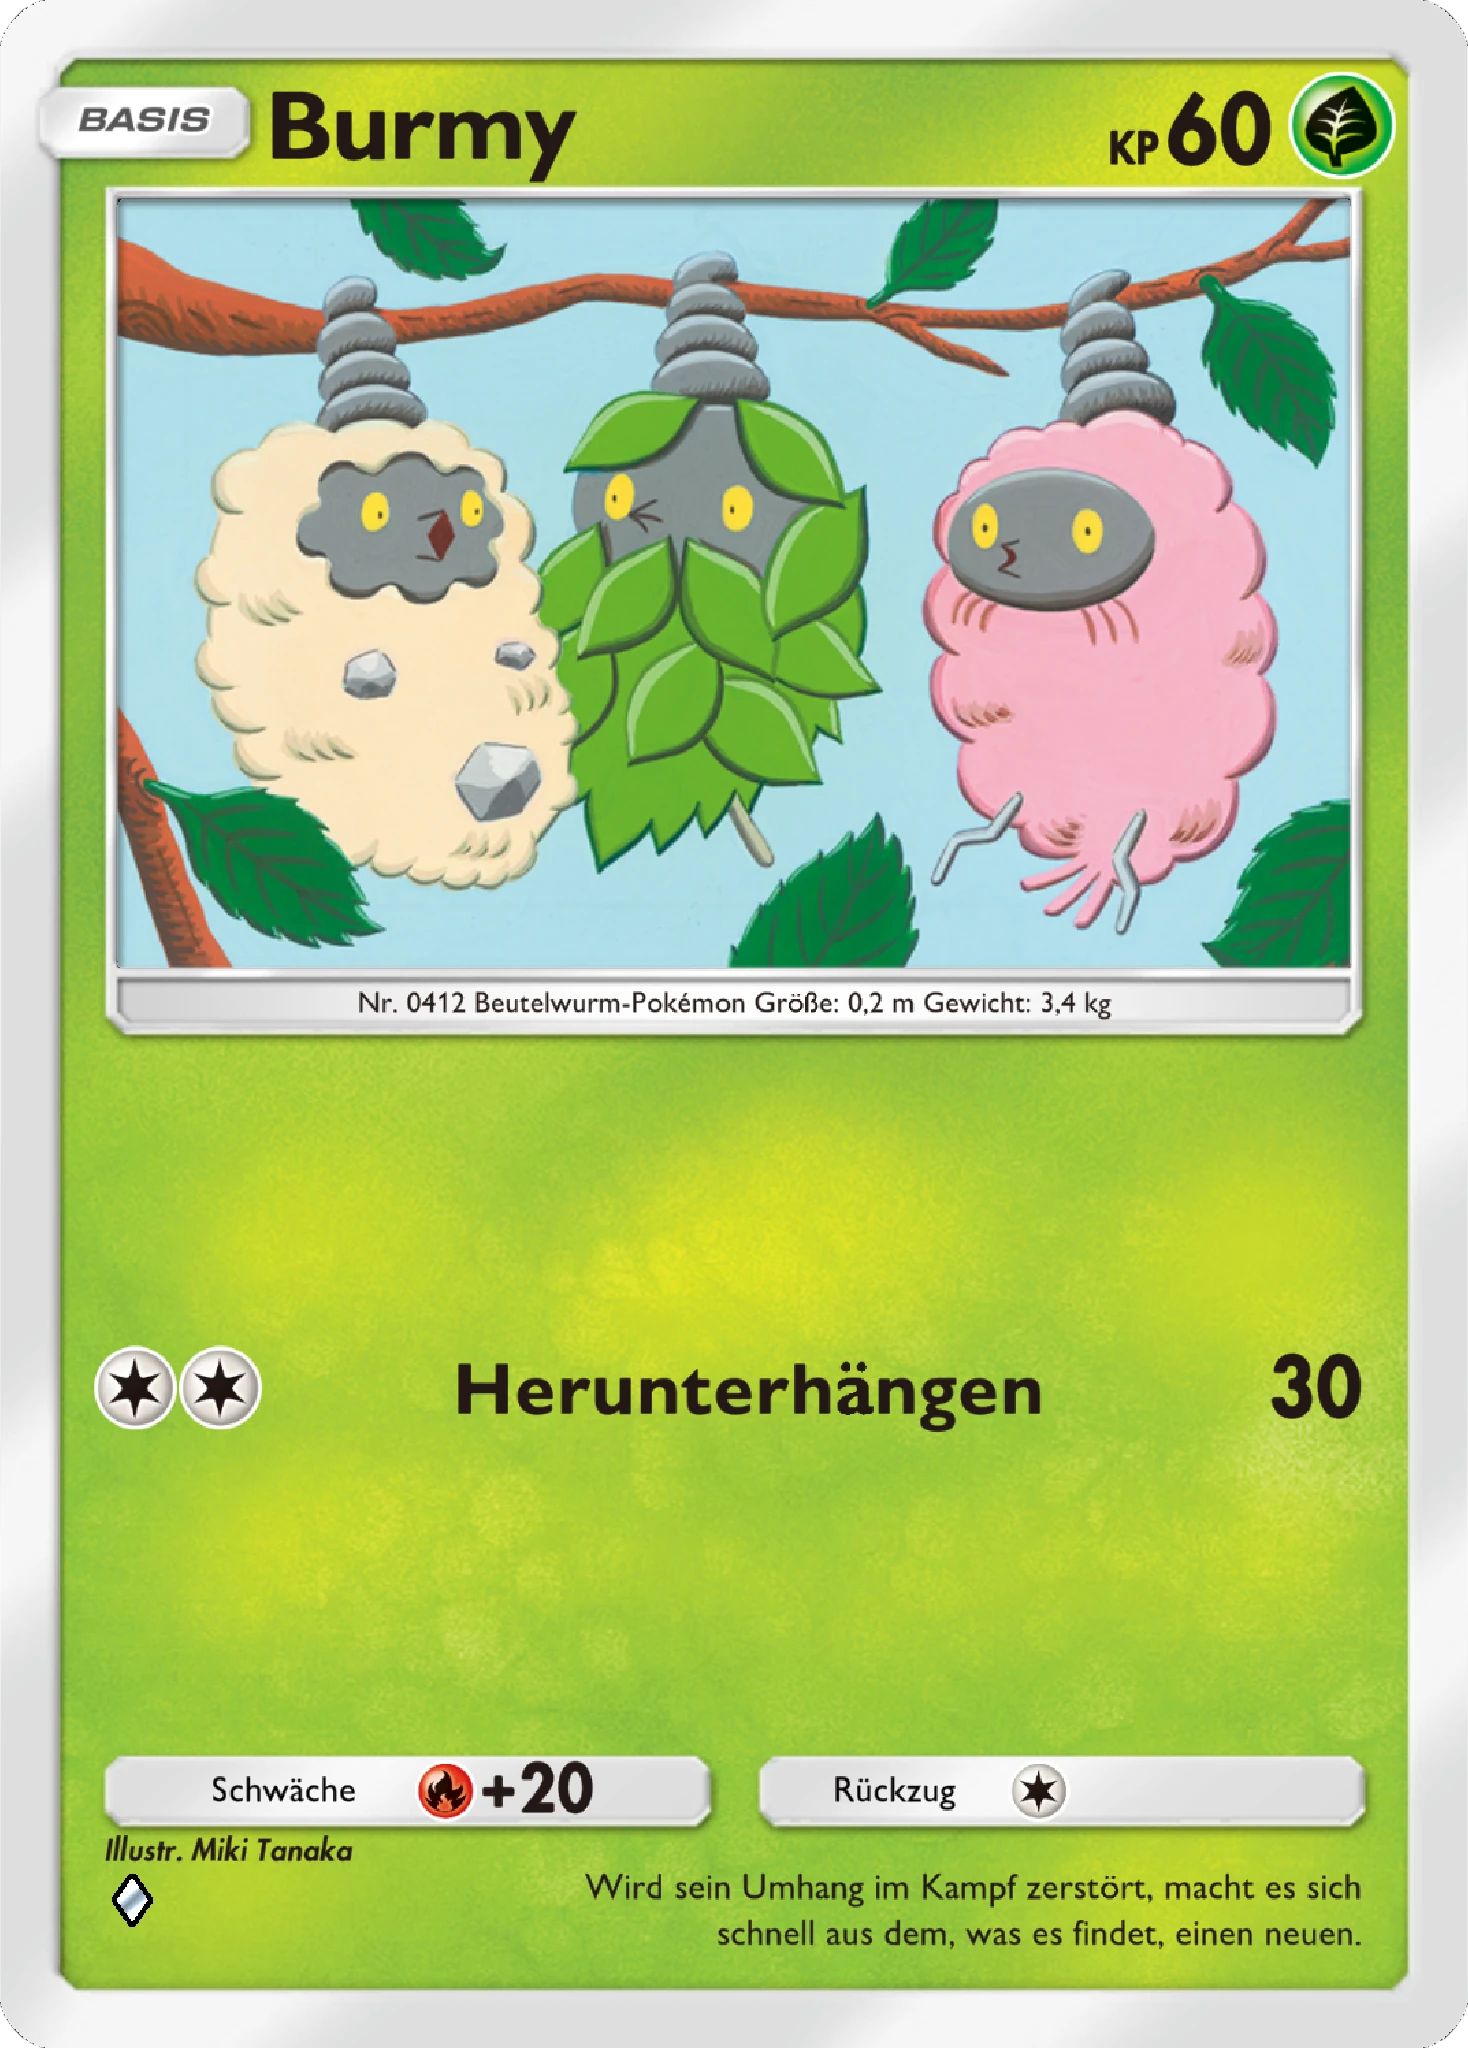 BASIS
Burmy
KP 60
Nr. 0412 Beutelwurm-Pokémon Größe: 0,2 m Gewicht: 3,4 kg
Herunterhängen 30
Schwäche +20
Rückzug
Illustr. Miki Tanaka
Wird sein Umhang im Kampf zerstört, macht es sich
schnell aus dem, was es findet, einen neuen.